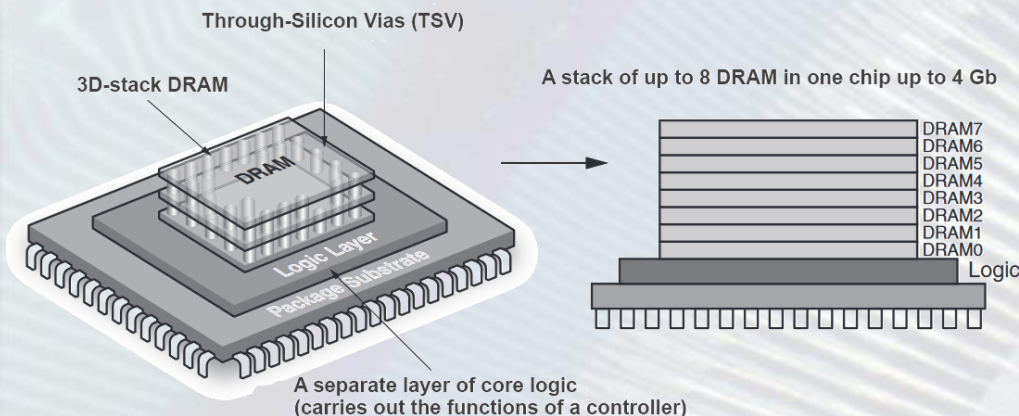 Through-Silicon Vias (TSV)
3D-stack DRAM
DRAM
Logic Layer
Package Substrate
A separate layer of core logic
(carries out the functions of a controller)
A stack of up to 8 DRAM in one chip up to 4 Gb
DRAM7
DRAM6
DRAM5
DRAM4
DRAM3
DRAM2
DRAM1
DRAM0
Logic